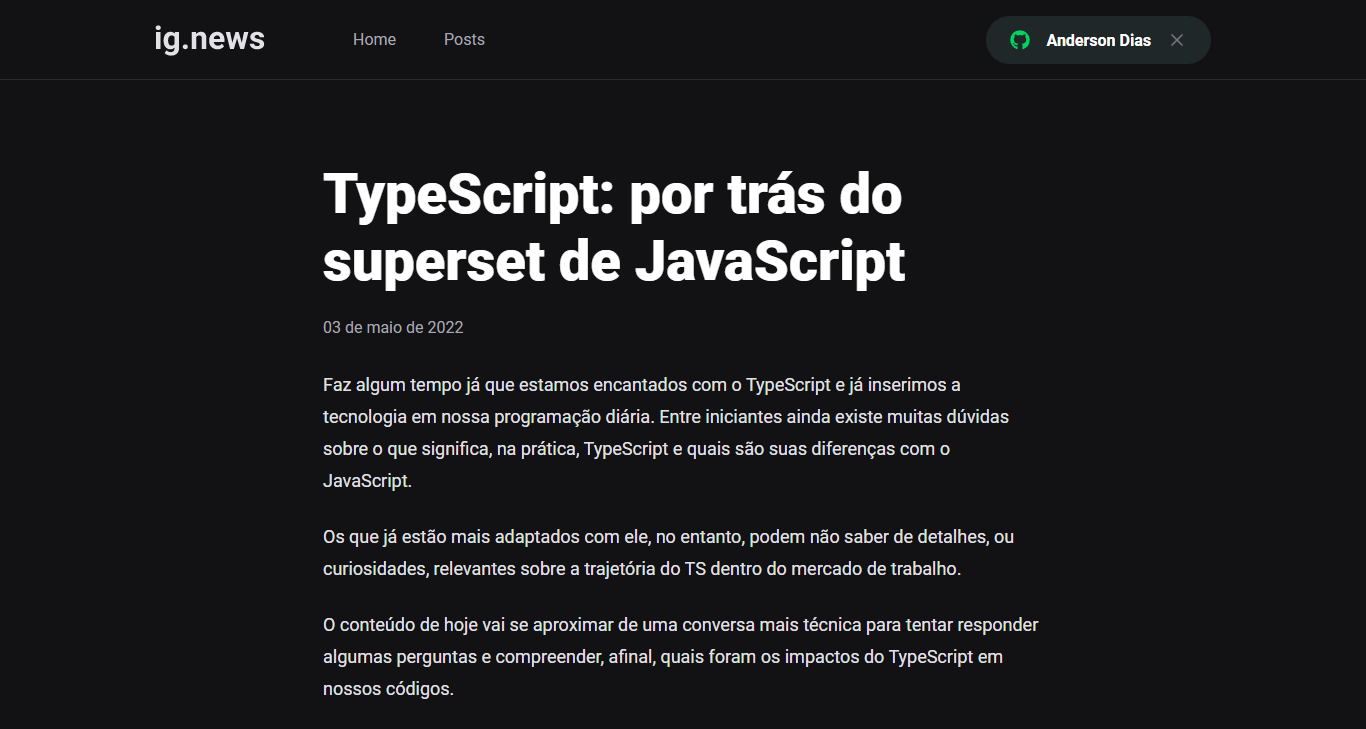 ig.news
Home
Posts
Anderson Dias
TypeScript: por trás do
superset de JavaScript
03 de maio de 2022
Faz algum tempo já que estamos encantados com o TypeScript e já inserimos a
tecnologia em nossa programação diária. Entre iniciantes ainda existe muitas dúvidas
sobre o que significa, na prática, TypeScript e quais são suas diferenças com o
JavaScript.
Os que já estão mais adaptados com ele, no entanto, podem não saber de detalhes, ou
curiosidades, relevantes sobre a trajetória do TS dentro do mercado de trabalho.
O conteúdo de hoje vai se aproximar de uma conversa mais técnica para tentar responder
algumas perguntas e compreender, afinal, quais foram os impactos do TypeScript em
nossos códigos.